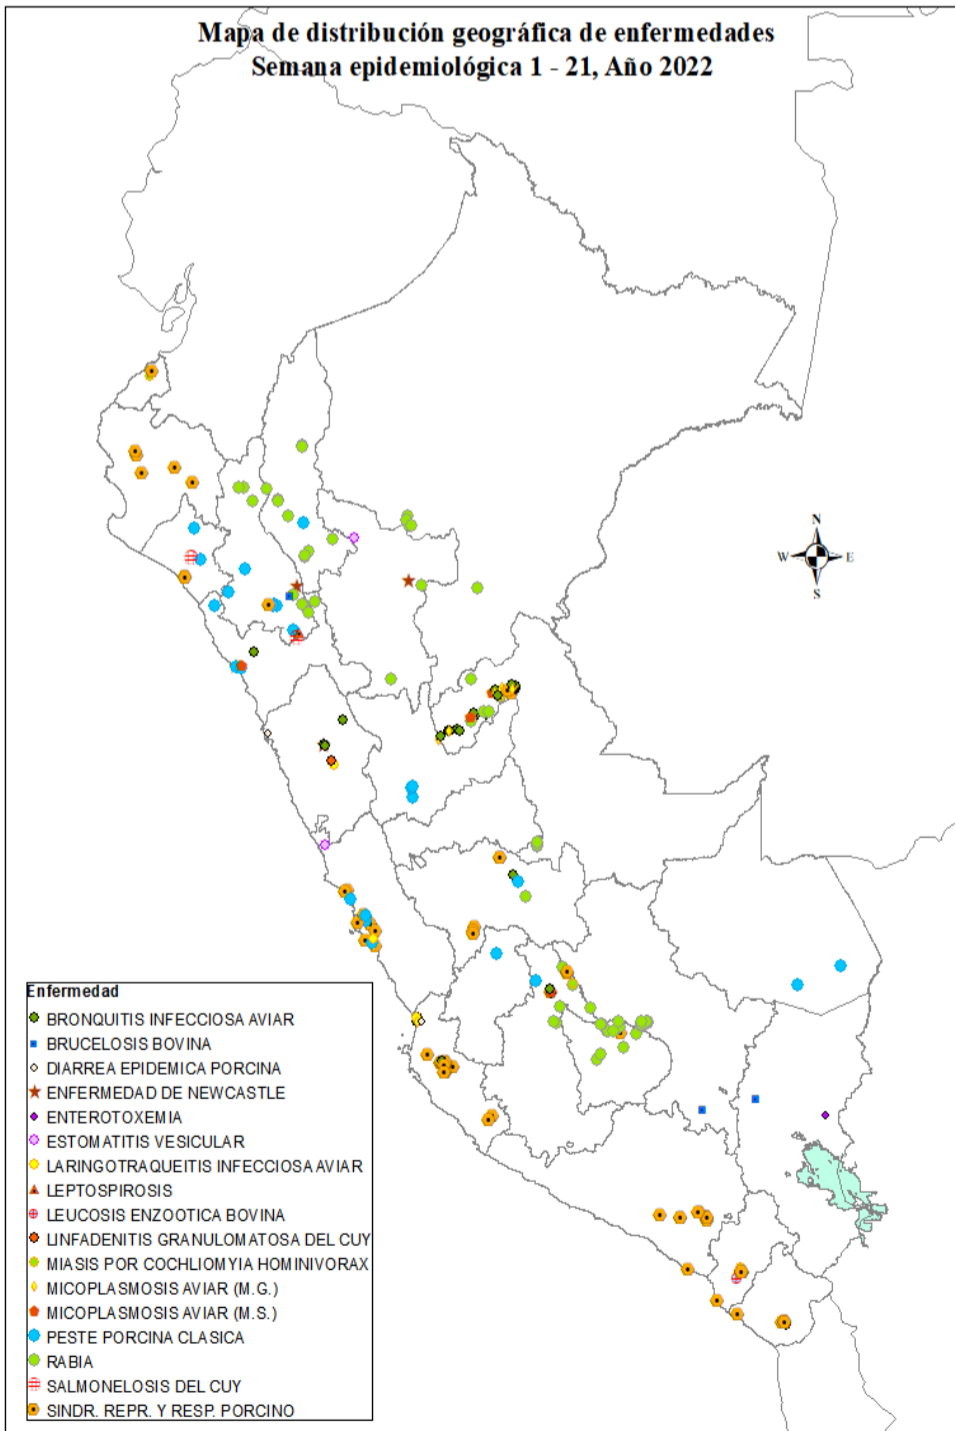 Mapa de distribución geográfica de enfermedades
Semana epidemiológica 1 - 21, Año 2022
N
W E
S
Enfermedad
BRONQUITIS INFECCIOSA AVIAR
BRUCELOSIS BOVINA
DIARREA EPIDEMICA PORCINA
ENFERMEDAD DE NEWCASTLE
ENTEROTOXEMIA
ESTOMATITIS VESICULAR
LARINGOTRAQUEITIS INFECCIOSA AVIAR
LEPTOSPIROSIS
LEUCOSIS ENZOOTICA BOVINA
LINFADENITIS GRANULOMATOSA DEL CUY
MIASIS POR COCHLIOMYIA HOMINIVORAX
MICOPLASMOSIS AVIAR (M.G.)
MICOPLASMOSIS AVIAR (M.S.)
PESTE PORCINA CLASICA
RABIA
SALMONELOSIS DEL CUY
SINDR. REPR. Y RESP. PORCINO